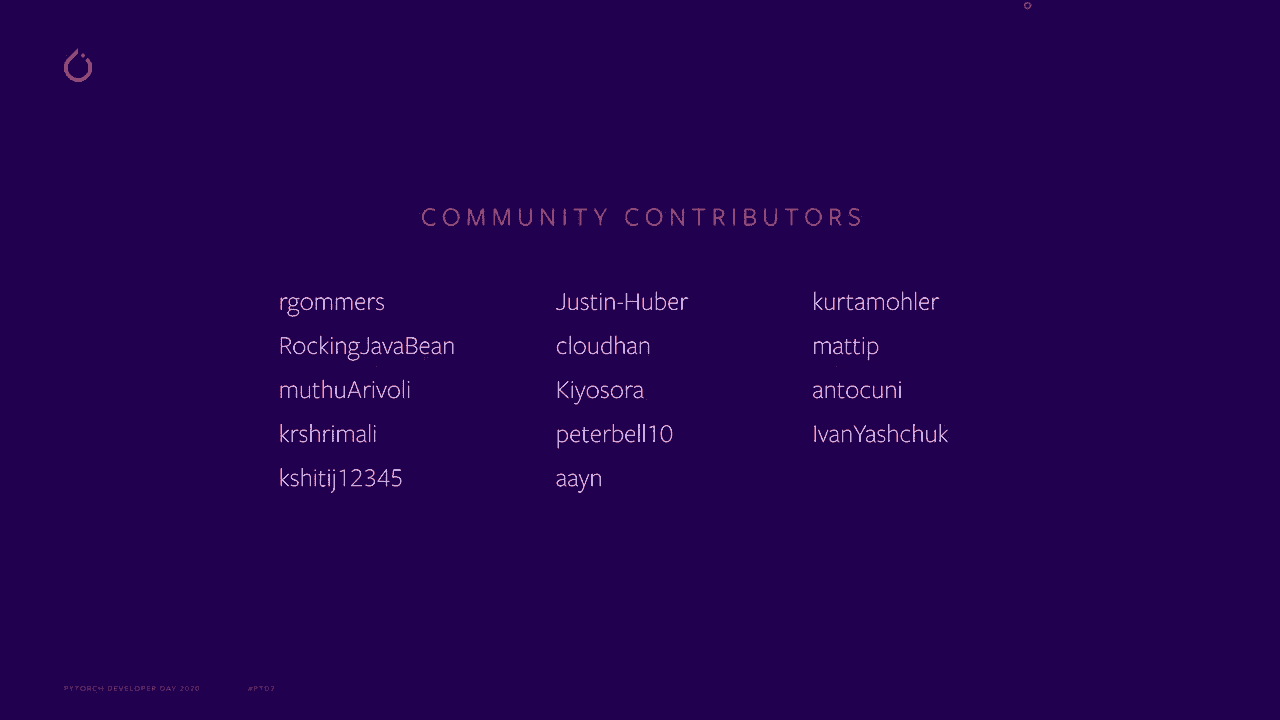 COMMUNITY CONTRIBUTORS
rgommers
RockingJavaBean
muthuArivoli
krshrimali
kshitij12345
Justin-Huber
cloudhan
Kiyosora
peterbell10
aayn
kurtamohler
mattip
antocuni
IvanYashchuk
PYTORCH DEVELOPER DAY 2020
#PTD2